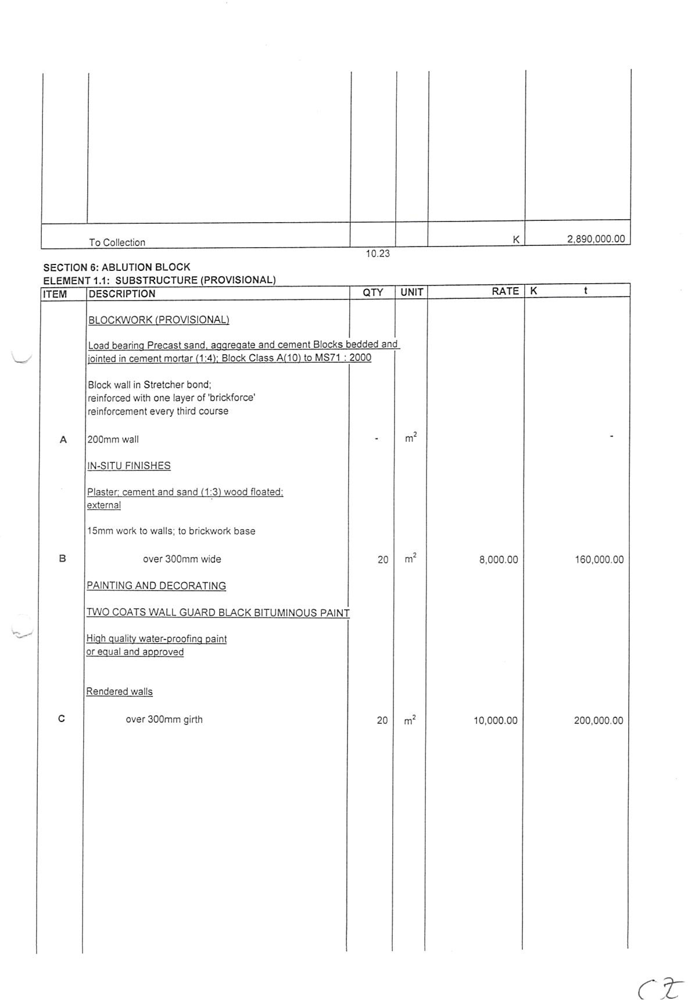 To Collection K 2,890,000.00
10.23
SECTION 6: ABLUTION BLOCK
ELEMENT 1.1: SUBSTRUCTURE (PROVISIONAL)
ITEM DESCRIPTION QTY UNIT RATE K t
BLOCKWORK (PROVISIONAL)
Load bearing Precast sand, aggregate and cement Blocks bedded and
jointed in cement mortar (1:4); Block Class A(10) to MS71 : 2000
Block wall in Stretcher bond;
reinforced with one layer of 'brickforce'
reinforcement every third course
A 200mm wall - m² -
IN-SITU FINISHES
Plaster; cement and sand (1:3) wood floated;
external
15mm work to walls; to brickwork base
B over 300mm wide 20 m² 8,000.00 160,000.00
PAINTING AND DECORATING
TWO COATS WALL GUARD BLACK BITUMINOUS PAINT
High quality water-proofing paint
or equal and approved
Rendered walls
C over 300mm girth 20 m² 10,000.00 200,000.00